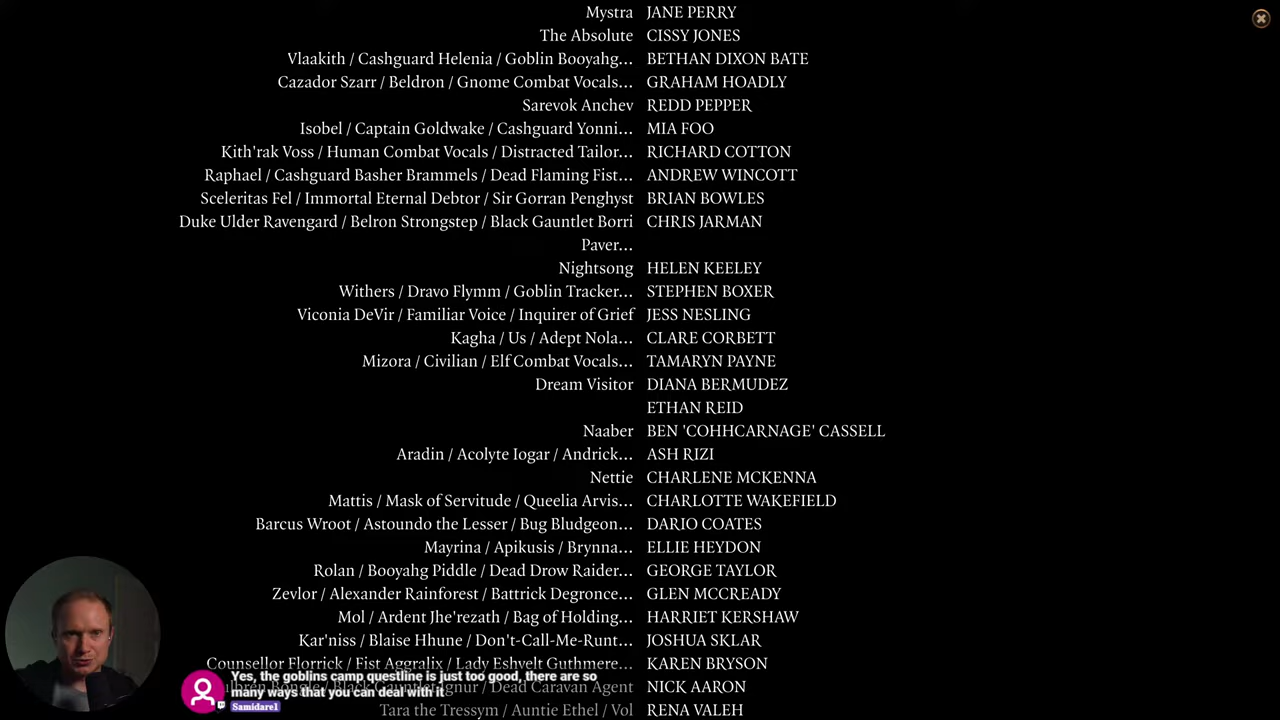 Mystra JANE PERRY
The Absolute CISSY JONES
Vlaakith / Cashguard Helenia / Goblin Booyahg... BETHAN DIXON BATE
Cazador Szarr / Beldron / Gnome Combat Vocals... GRAHAM HOADLY
Sarevok Anchev REDD PEPPER
Isobel / Captain Goldwake / Cashguard Yonni... MIA FOO
Kith'rak Voss / Human Combat Vocals / Distracted Tailor... RICHARD COTTON
Raphael / Cashguard Basher Brammels / Dead Flaming Fist... ANDREW WINCOTT
Sceleritas Fel / Immortal Eternal Debtor / Sir Gorran Penghyst BRIAN BOWLES
Duke Ulder Ravengard / Belron Strongstep / Black Gauntlet Borri CHRIS JARMAN
Paver...
Nightsong HELEN KEELEY
Withers / Dravo Flymm / Goblin Tracker... STEPHEN BOXER
Viconia DeVir / Familiar Voice / Inquirer of Grief JESS NESLING
Kagha / Us / Adept Nola... CLARE CORBETT
Mizora / Civilian / Elf Combat Vocals... TAMARYN PAYNE
Dream Visitor DIANA BERMUDEZ
ETHAN REID
Naaber BEN 'COHHCARNAGE' CASSELL
Aradin / Acolyte Iogar / Andrick... ASH RIZI
Nettie CHARLENE MCKENNA
Mattis / Mask of Servitude / Queelia Arvis... CHARLOTTE WAKEFIELD
Barcus Wroot / Astoundo the Lesser / Bug Bludgeon... DARIO COATES
Mayrina / Apikusis / Brynna... ELLIE HEYDON
Rolan / Booyahg Piddle / Dead Drow Raider... GEORGE TAYLOR
Zevlor / Alexander Rainforest / Battrick Degronce... GLEN MCCREADY
Mol / Ardent Jhe'rezath / Bag of Holding... HARRIET KERSHAW
Kar'niss / Blaise Hhune / Don't-Call-Me-Runt... JOSHUA SKLAR
Counsellor Florrick / Fist Aggralix / Lady Eshvelt Guthmere... KAREN BRYSON
Yes, the goblins camp questline is just too good, there are so
many ways that you can deal with it
/ Dead Caravan Agent NICK AARON
Samidare1
Tara the Tressym / Auntie Ethel / Vol RENA VALEH